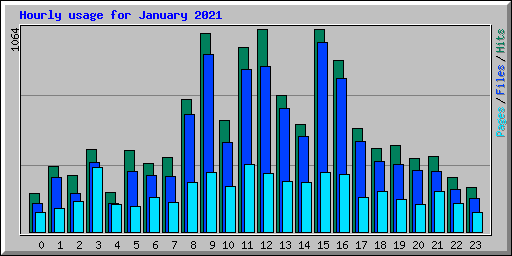 Hourly usage for January 2021
1064
Pages / Files / Hits
0 1 2 3 4 5 6 7 8 9 10 11 12 13 14 15 16 17 18 19 20 21 22 23